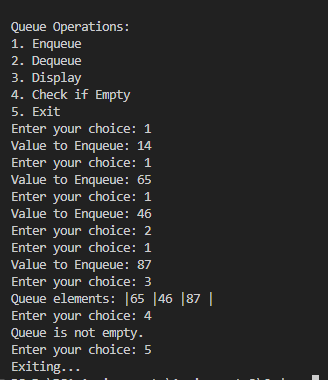 Queue Operations:
1. Enqueue
2. Dequeue
3. Display
4. Check if Empty
5. Exit
Enter your choice: 1
Value to Enqueue: 14
Enter your choice: 1
Value to Enqueue: 65
Enter your choice: 1
Value to Enqueue: 46
Enter your choice: 2
Enter your choice: 1
Value to Enqueue: 87
Enter your choice: 3
Queue elements: |65 |46 |87 |
Enter your choice: 4
Queue is not empty.
Enter your choice: 5
Exiting...